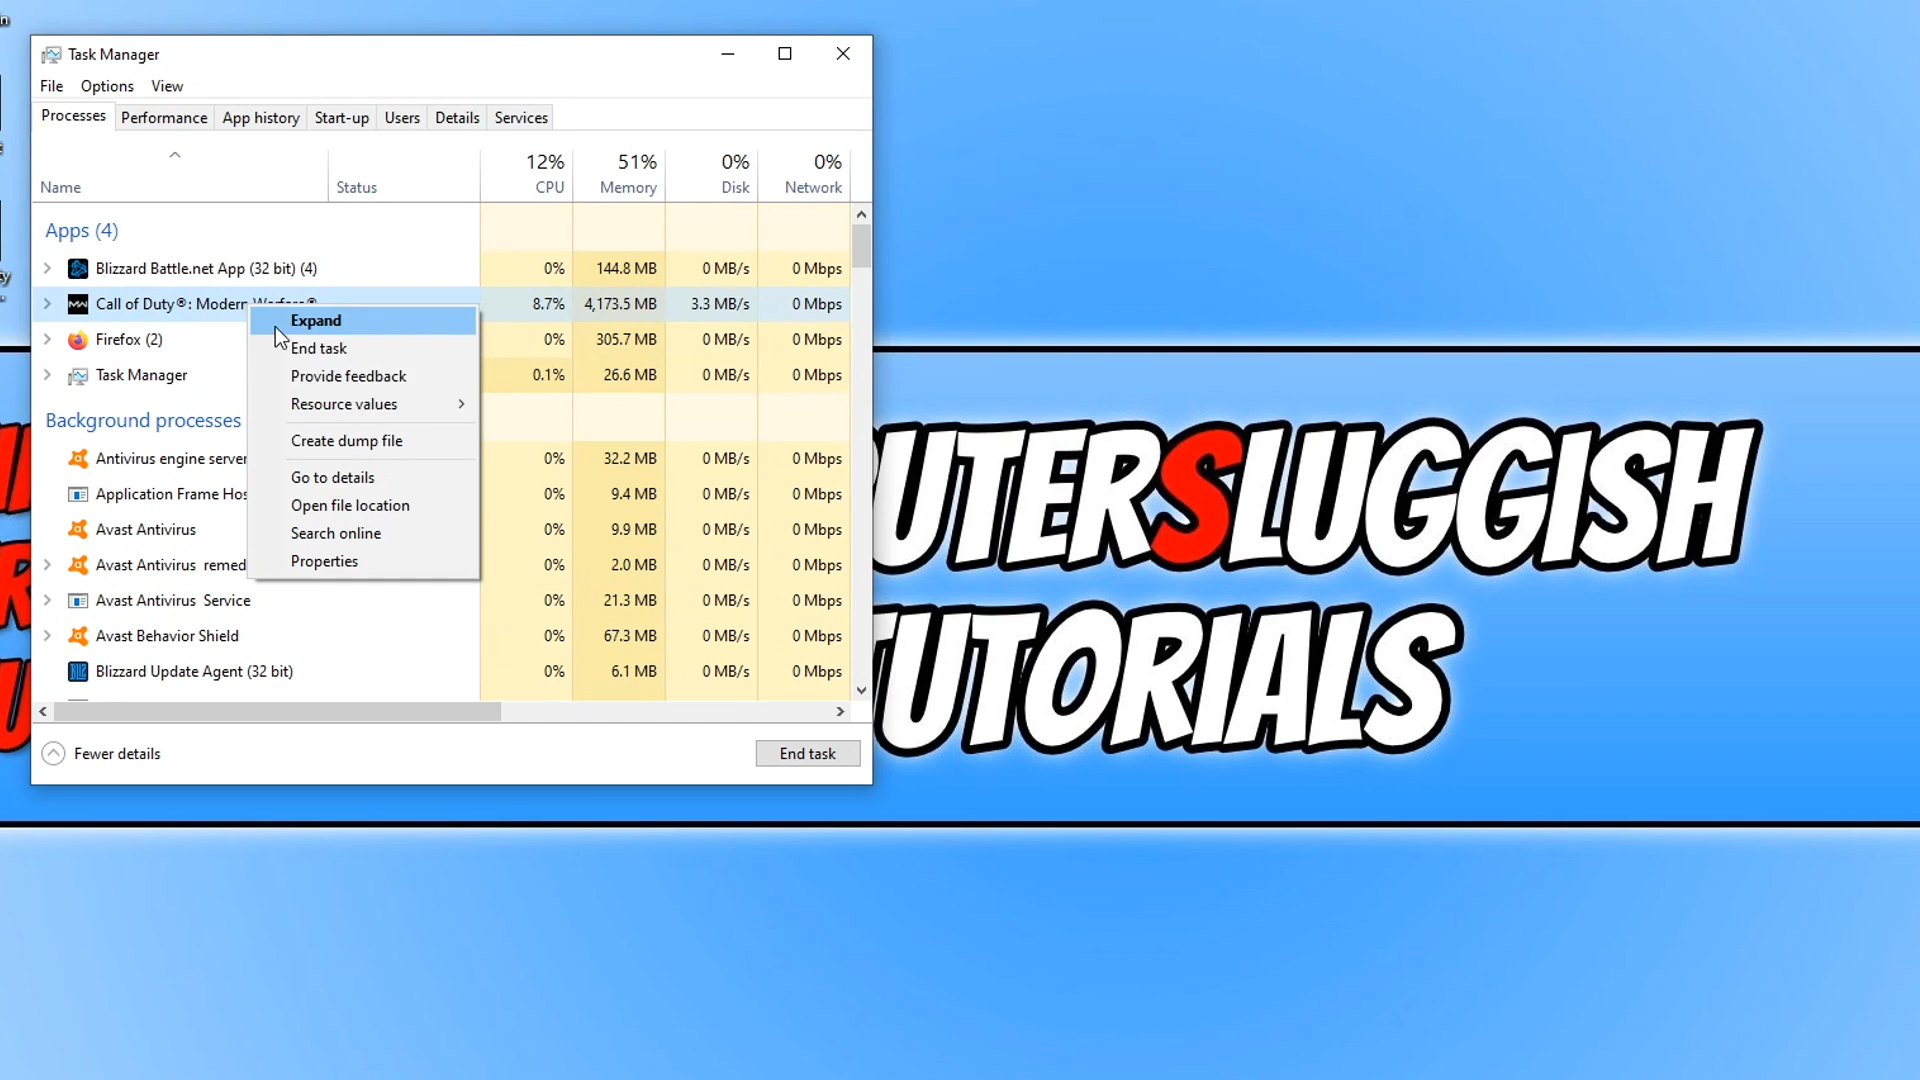 Task Manager
File Options View
Processes Performance App history Start-up Users Details Services
12% 51% 0% 0%
Name Status CPU Memory Disk Network
Apps (4)
Blizzard Battle.net App (32 bit) (4) 0% 144.8 MB 0 MB/s 0 Mbps
Call of Duty®: Modern Warfare® 8.7% 4,173.5 MB 3.3 MB/s 0 Mbps
Firefox (2) 0% 305.7 MB 0 MB/s 0 Mbps
Task Manager 0.1% 26.6 MB 0 MB/s 0 Mbps
Background processes
Antivirus engine server 0% 32.2 MB 0 MB/s 0 Mbps
Application Frame Hos 0% 9.4 MB 0 MB/s 0 Mbps
Avast Antivirus 0% 9.9 MB 0 MB/s 0 Mbps
Avast Antivirus remed 0% 2.0 MB 0 MB/s 0 Mbps
Avast Antivirus Service 0% 21.3 MB 0 MB/s 0 Mbps
Avast Behavior Shield 0% 67.3 MB 0 MB/s 0 Mbps
Blizzard Update Agent (32 bit) 0% 6.1 MB 0 MB/s 0 Mbps
Expand
End task
Provide feedback
Resource values
Create dump file
Go to details
Open file location
Search online
Properties
Fewer details
End task
UTERSLUGGISH
TUTORIALS